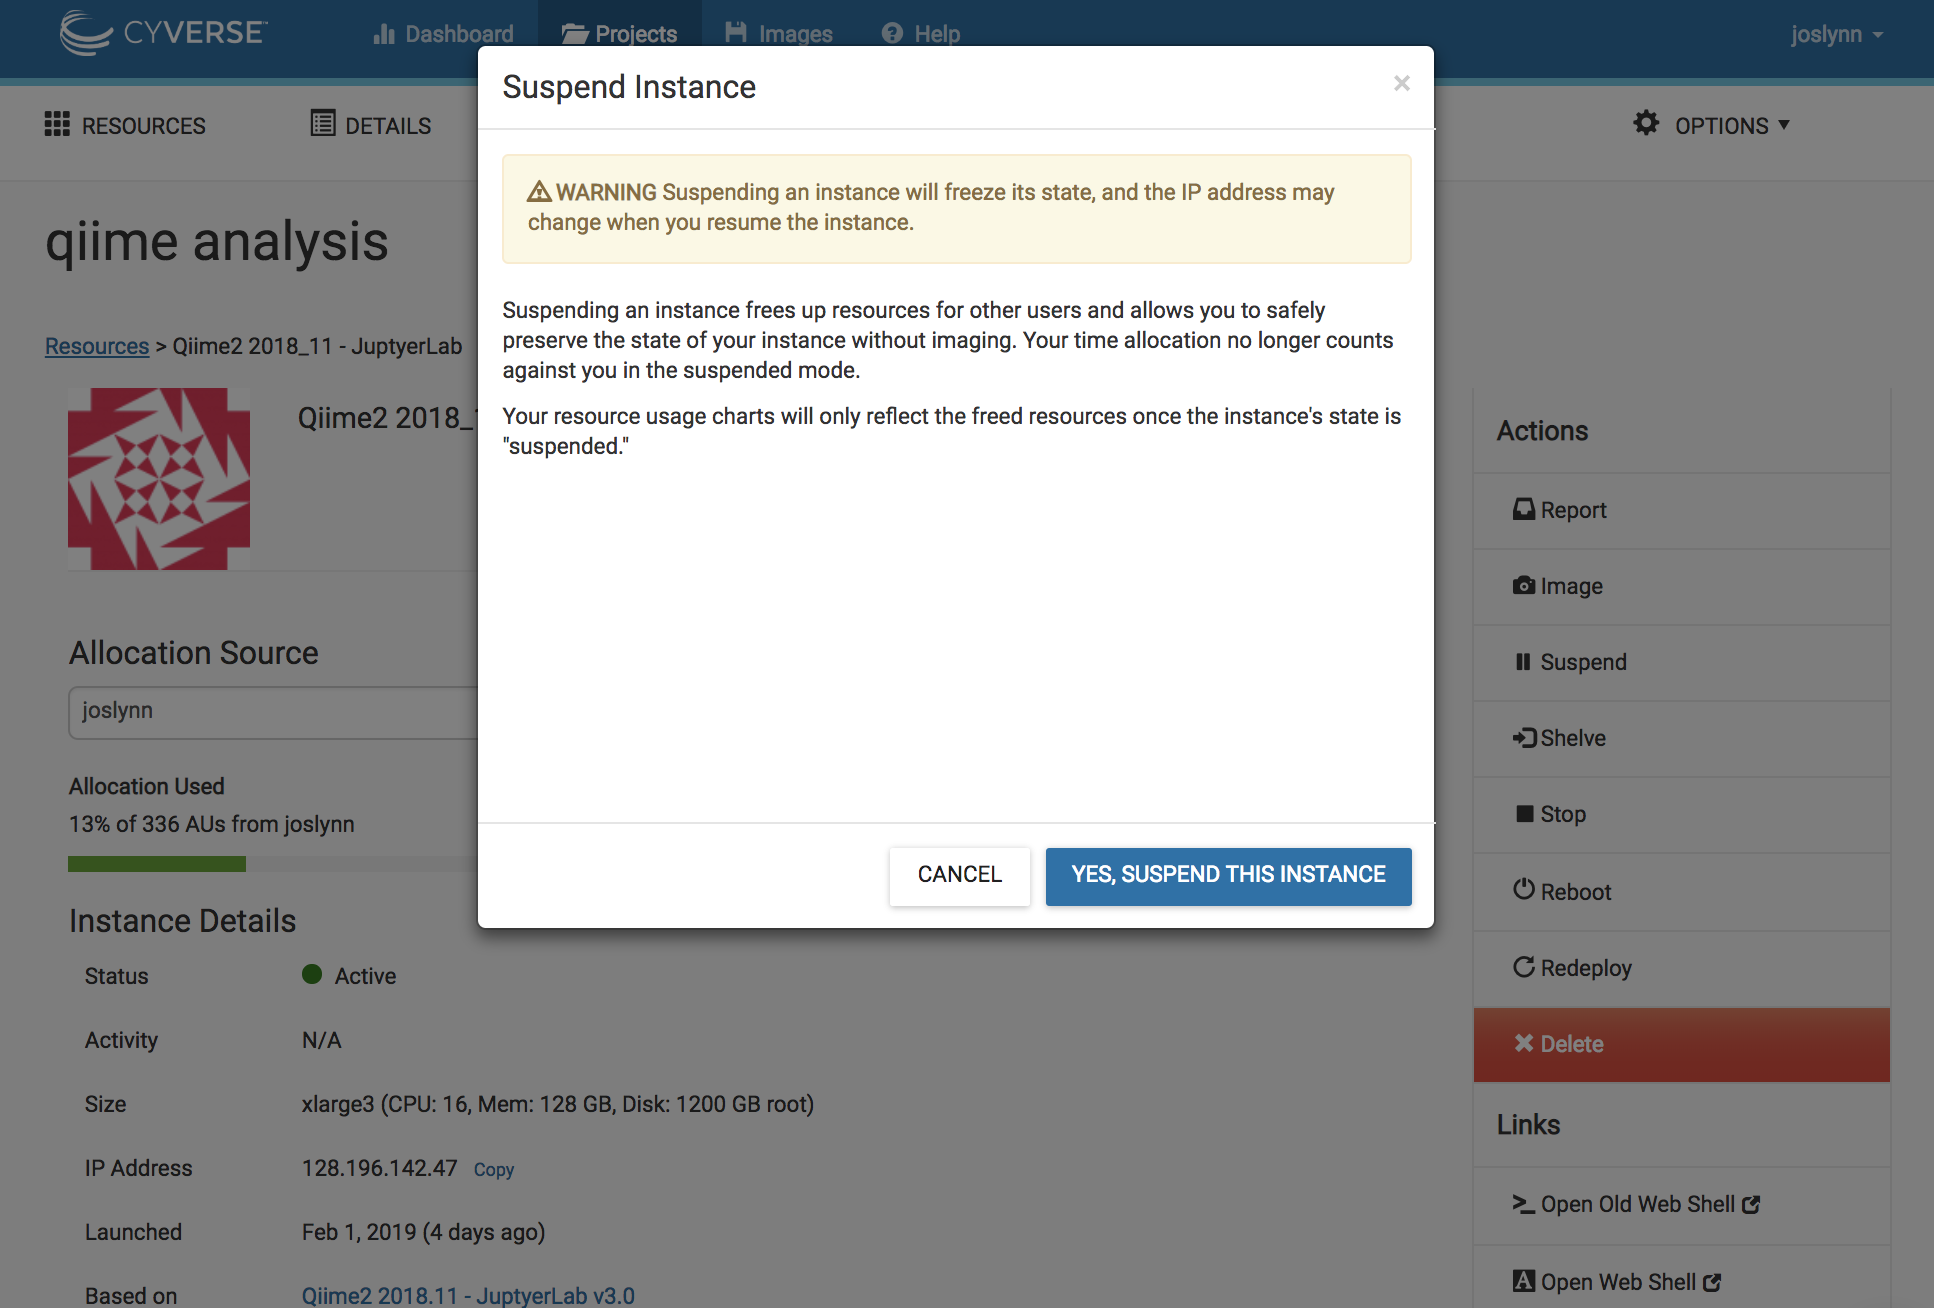 CYVERSE™
Dashboard
Projects
Images
Help
joslynn
RESOURCES
DETAILS
OPTIONS
Suspend Instance
×
WARNING Suspending an instance will freeze its state, and the IP address may
change when you resume the instance.
Suspending an instance frees up resources for other users and allows you to safely
preserve the state of your instance without imaging. Your time allocation no longer counts
against you in the suspended mode.
Your resource usage charts will only reflect the freed resources once the instance's state is
"suspended."
CANCEL
YES, SUSPEND THIS INSTANCE
qiime analysis
Resources > Qiime2 2018_11 - JuptyerLab
Qiime2 2018_
Allocation Source
joslynn
Allocation Used
13% of 336 AUs from joslynn
Instance Details
Status
Active
Activity
N/A
Size
xlarge3 (CPU: 16, Mem: 128 GB, Disk: 1200 GB root)
IP Address
128.196.142.47 Copy
Launched
Feb 1, 2019 (4 days ago)
Based on
Qiime2 2018.11 - JuptyerLab v3.0
Actions
Report
Image
Suspend
Shelve
Stop
Reboot
Redeploy
Delete
Links
Open Old Web Shell
Open Web Shell